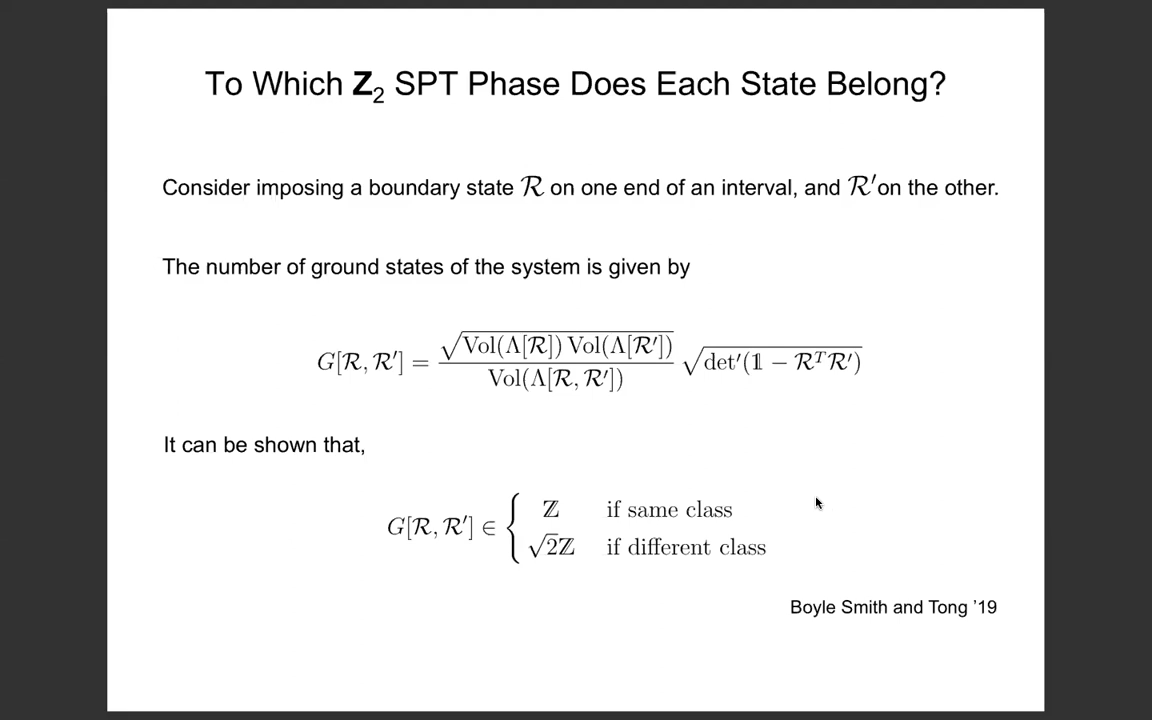 To Which Z₂ SPT Phase Does Each State Belong?
Consider imposing a boundary state ℛ on one end of an interval, and ℛ′ on the other.
The number of ground states of the system is given by
G[ℛ, ℛ′] = √(Vol(Λ[ℛ]) Vol(Λ[ℛ′])) / Vol(Λ[ℛ, ℛ′]) √(det′(𝟙 − ℛᵀℛ′))
It can be shown that,
G[ℛ, ℛ′] ∈ { ℤ if same class
√2ℤ if different class
Boyle Smith and Tong ’19